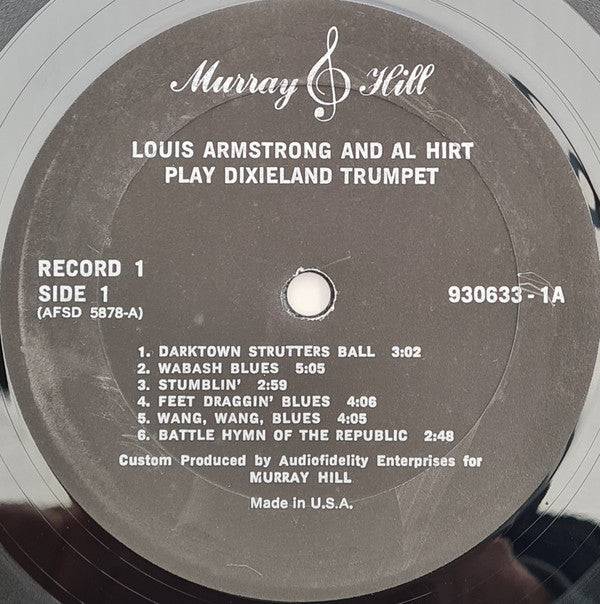 Murray Hill
LOUIS ARMSTRONG AND AL HIRT
PLAY DIXIELAND TRUMPET
RECORD 1
SIDE 1
(AFSD 5878-A)
930633-1A
1. DARKTOWN STRUTTERS BALL 3:02
2. WABASH BLUES 5:05
3. STUMBLIN' 2:59
4. FEET DRAGGIN' BLUES 4:06
5. WANG, WANG, BLUES 4:05
6. BATTLE HYMN OF THE REPUBLIC 2:48
Custom Produced by Audiofidelity Enterprises for
MURRAY HILL
Made in U.S.A.